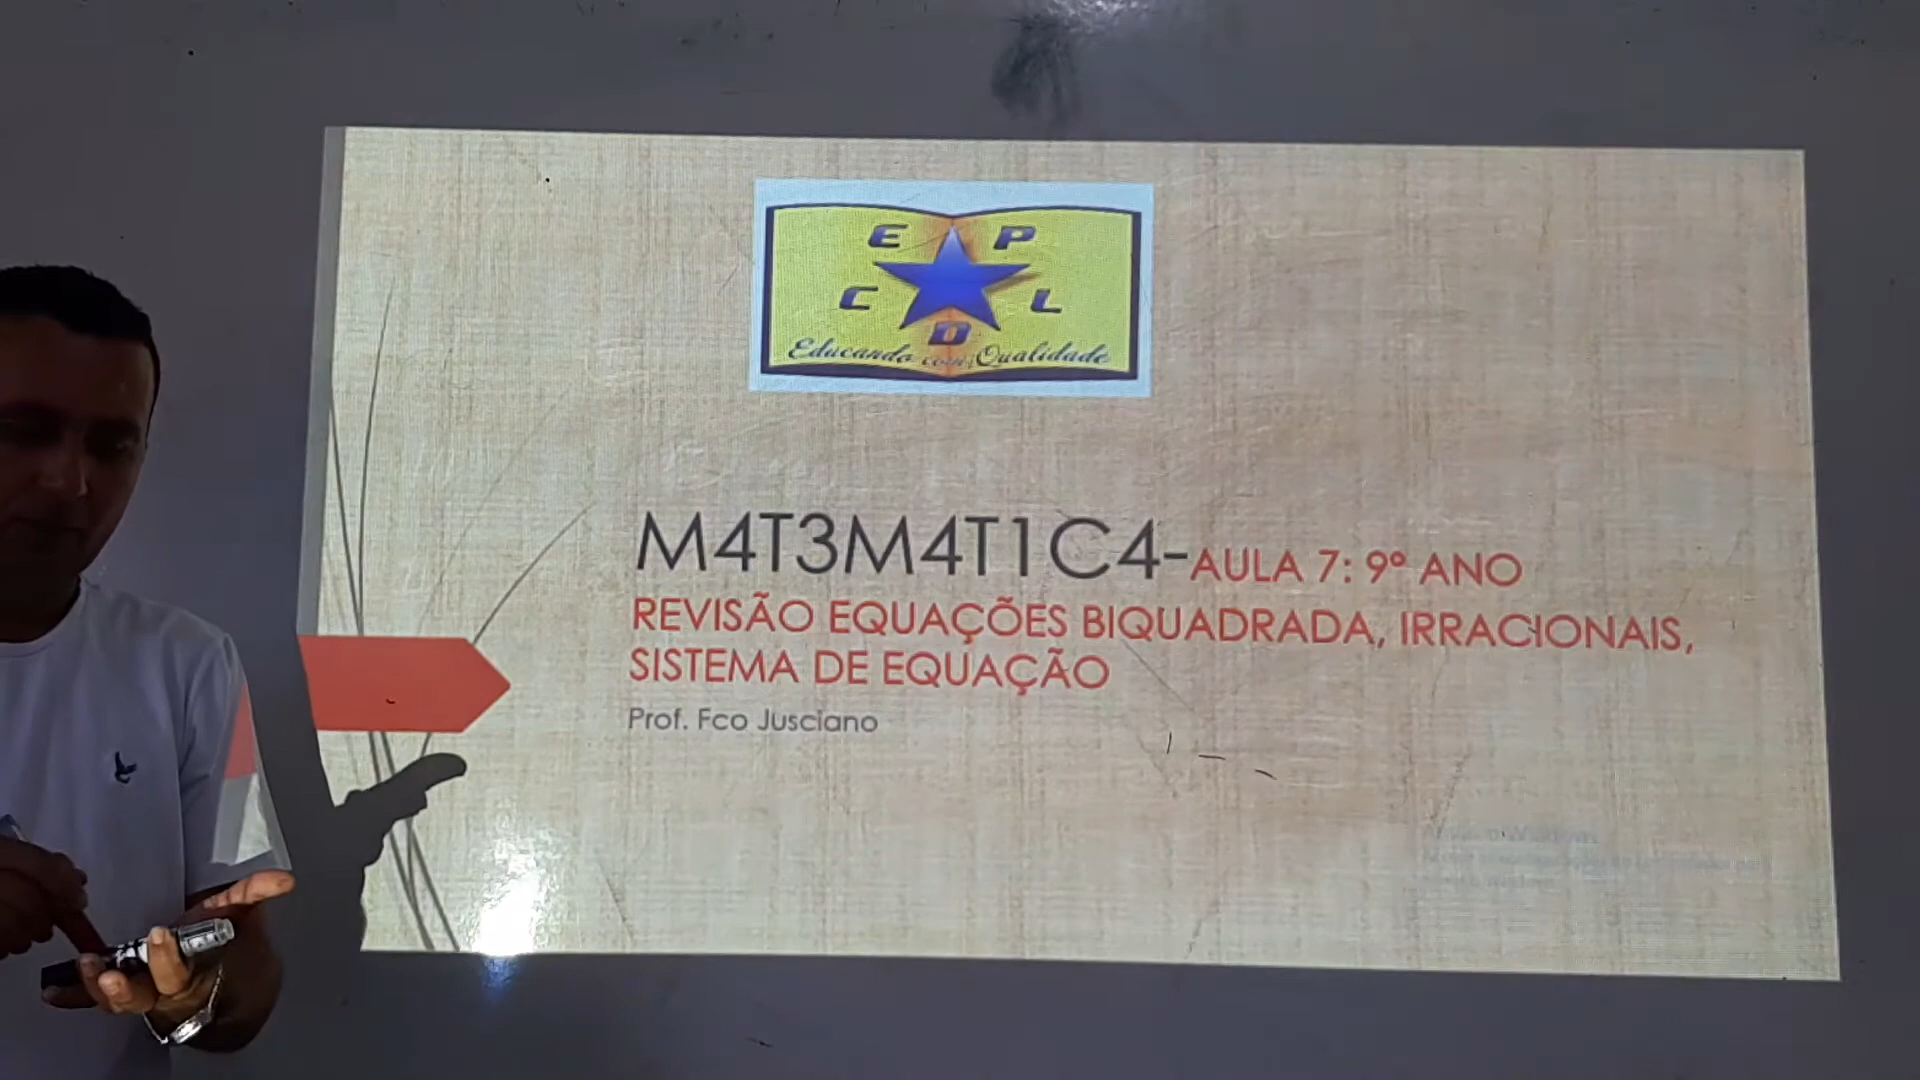 E P
C L
D
Educando com Qualidade
M4T3M4T1C4-AULA 7: 9º ANO
REVISÃO EQUAÇÕES BIQUADRADA, IRRACIONAIS,
SISTEMA DE EQUAÇÃO
Prof. Fco Jusciano